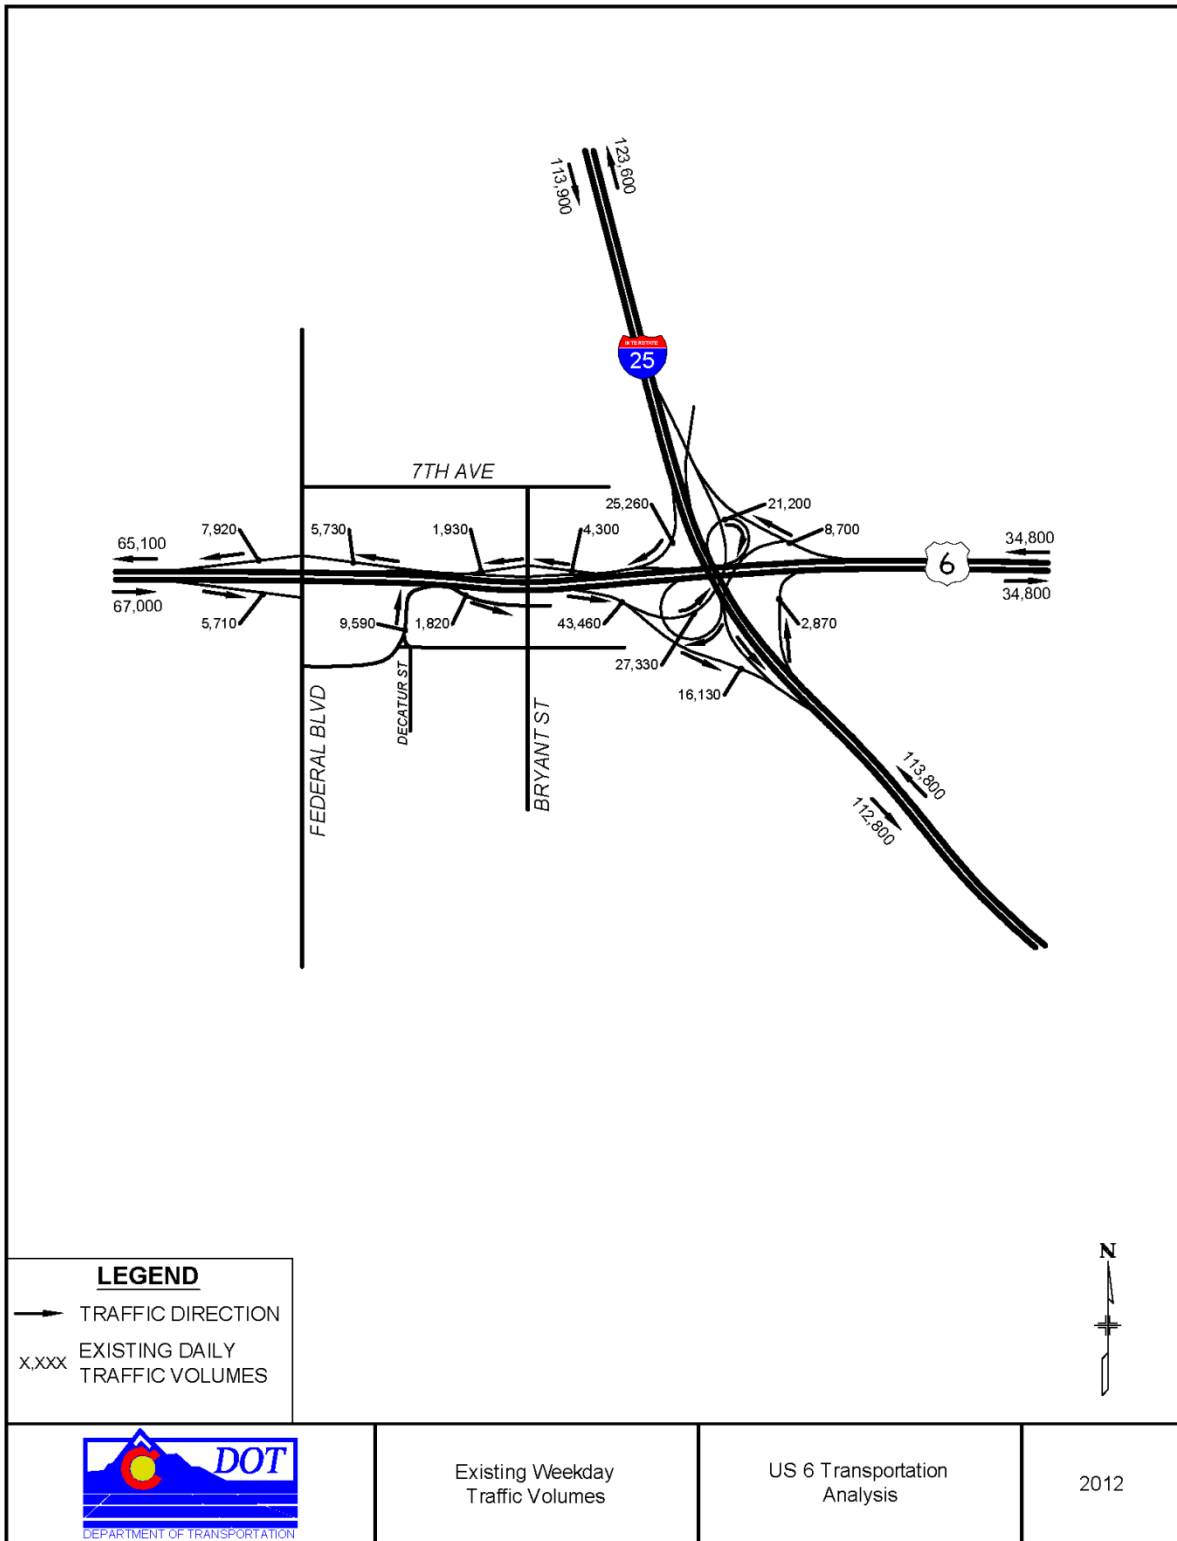 123,600
113,900
INTERSTATE
25
7TH AVE
25,260
21,200
7,920
5,730
1,930
4,300
8,700
65,100
34,800
6
67,000
34,800
5,710
9,590
1,820
43,460
2,870
27,330
16,130
FEDERAL BLVD
DECATUR ST
BRYANT ST
113,800
112,800
N
LEGEND
TRAFFIC DIRECTION
X,XXX EXISTING DAILY
TRAFFIC VOLUMES
DOT
DEPARTMENT OF TRANSPORTATION
Existing Weekday
Traffic Volumes
US 6 Transportation
Analysis
2012